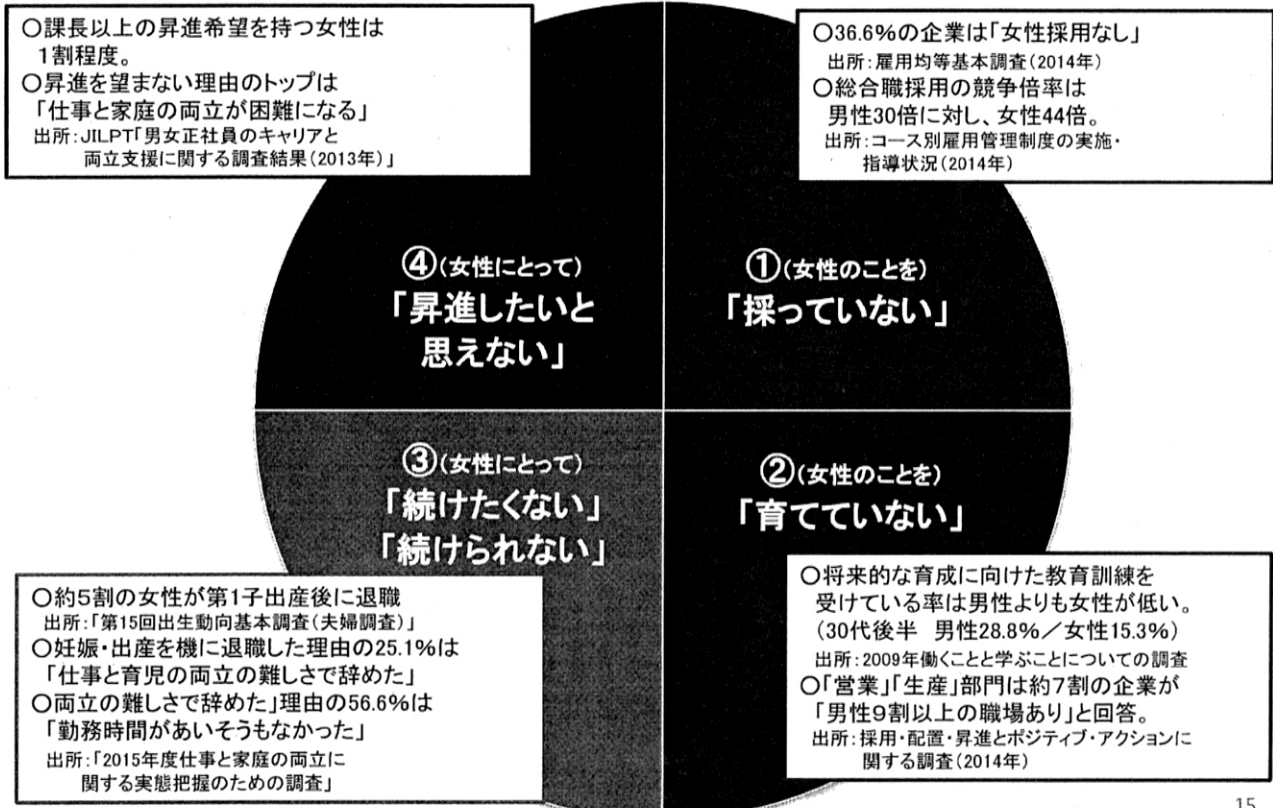 ○課長以上の昇進希望を持つ女性は
1割程度。
○昇進を望まない理由のトップは
「仕事と家庭の両立が困難になる」
出所:JILPT「男女正社員のキャリアと
両立支援に関する調査結果(2013年)」
○36.6%の企業は「女性採用なし」
出所:雇用均等基本調査(2014年)
○総合職採用の競争倍率は
男性30倍に対し、女性44倍。
出所:コース別雇用管理制度の実施・
指導状況(2014年)
④(女性にとって)
「昇進したいと
思えない」
①(女性のことを)
「採っていない」
③(女性にとって)
「続けたくない」
「続けられない」
②(女性のことを)
「育てていない」
○約5割の女性が第1子出産後に退職
出所:「第15回出生動向基本調査(夫婦調査)」
○妊娠・出産を機に退職した理由の25.1%は
「仕事と育児の両立の難しさで辞めた」
○両立の難しさで辞めた」理由の56.6%は
「勤務時間があいそうもなかった」
出所:「2015年度仕事と家庭の両立に
関する実態把握のための調査」
○将来的な育成に向けた教育訓練を
受けている率は男性よりも女性が低い。
(30代後半 男性28.8%/女性15.3%)
出所:2009年働くことと学ぶことについての調査
○「営業」「生産」部門は約7割の企業が
「男性9割以上の職場あり」と回答。
出所:採用・配置・昇進とポジティブ・アクションに
関する調査(2014年)
15